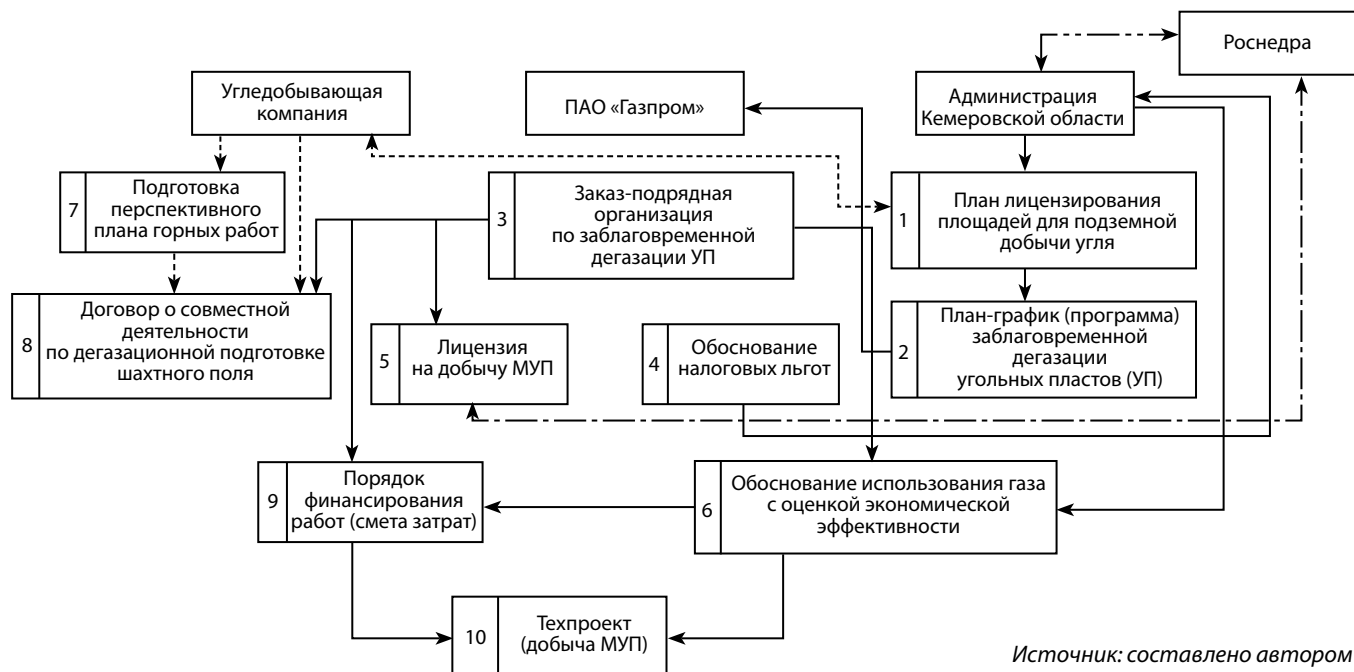 Роснедра
Угледобывающая
компания
ПАО «Газпром»
Администрация
Кемеровской области
7
Подготовка
перспективного
плана горных работ
3
Заказ-подрядная
организация
по заблаговременной
дегазации УП
1
План лицензирования
площадей для подземной
добычи угля
8
Договор о совместной
деятельности
по дегазационной подготовке
шахтного поля
5
Лицензия
на добычу МУП
4
Обоснование
налоговых льгот
2
План-график (программа)
заблаговременной
дегазации
угольных пластов (УП)
9
Порядок
финансирования
работ (смета затрат)
6
Обоснование использования газа
с оценкой экономической
эффективности
10
Техпроект
(добыча МУП)
Источник: составлено автором